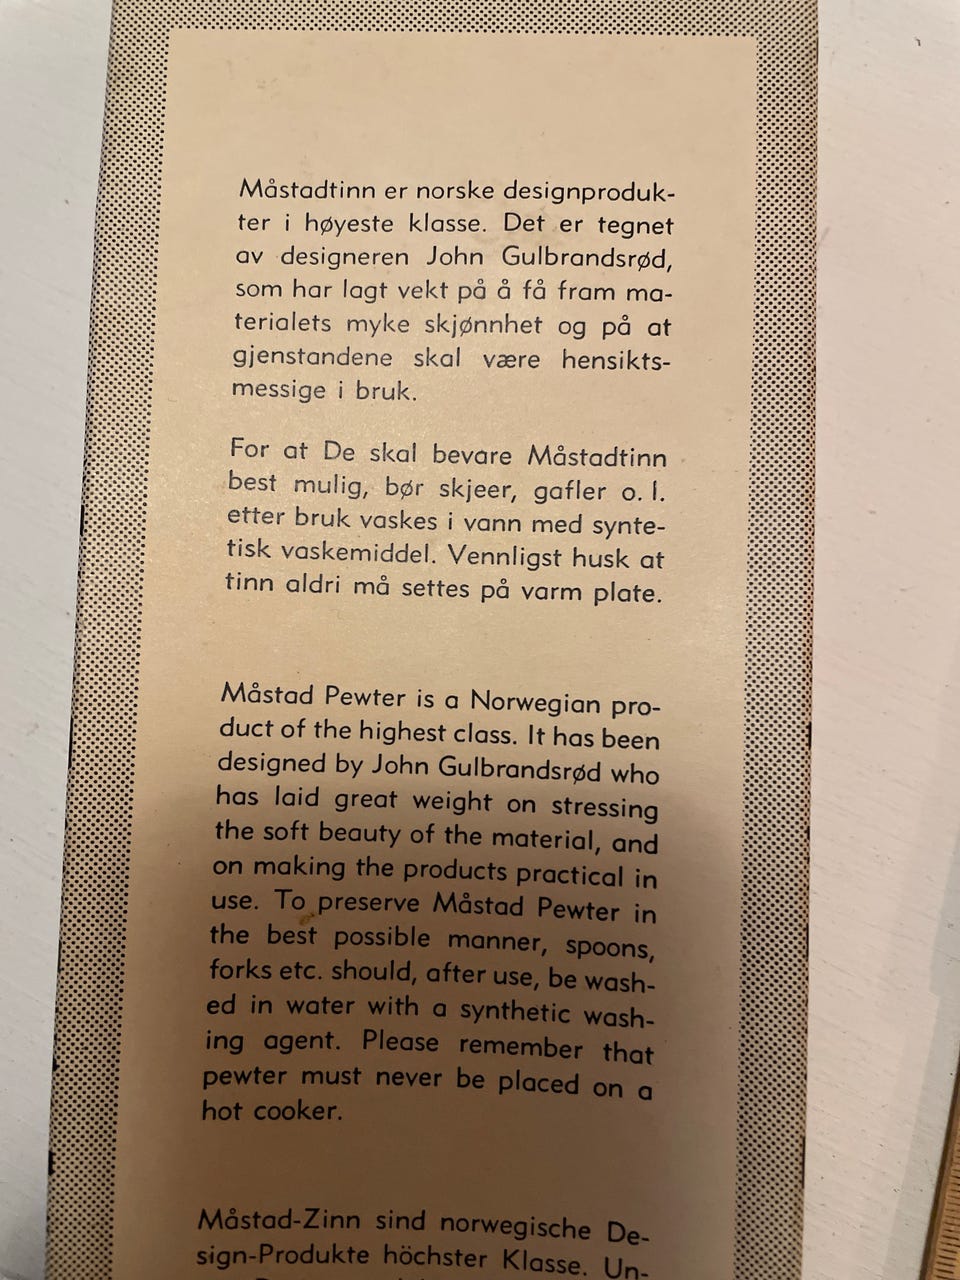 Måstadtinn er norske designproduk-
ter i høyeste klasse. Det er tegnet
av designeren John Gulbrandsrød,
som har lagt vekt på å få fram ma-
terialets myke skjønnhet og på at
gjenstandene skal være hensikts-
messige i bruk.
For at De skal bevare Måstadtinn
best mulig, bør skjeer, gafler o. l.
etter bruk vaskes i vann med synte-
tisk vaskemiddel. Vennligst husk at
tinn aldri må settes på varm plate.
Måstad Pewter is a Norwegian pro-
duct of the highest class. It has been
designed by John Gulbrandsrød who
has laid great weight on stressing
the soft beauty of the material, and
on making the products practical in
use. To preserve Måstad Pewter in
the best possible manner, spoons,
forks etc. should, after use, be wash-
ed in water with a synthetic wash-
ing agent. Please remember that
pewter must never be placed on a
hot cooker.
Måstad-Zinn sind norwegische De-
sign-Produkte höchster Klasse. Un-